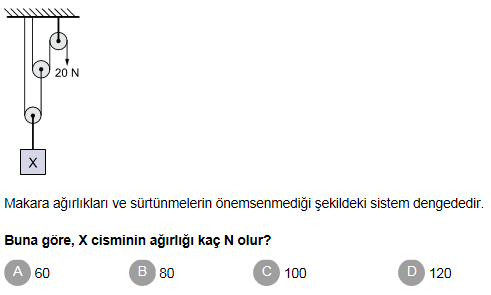 20 N
X
Makara ağırlıkları ve sürtünmelerin önemsenmediği şekildeki sistem dengededir.
Buna göre, X cisminin ağırlığı kaç N olur?
A 60 B 80 C 100 D 120